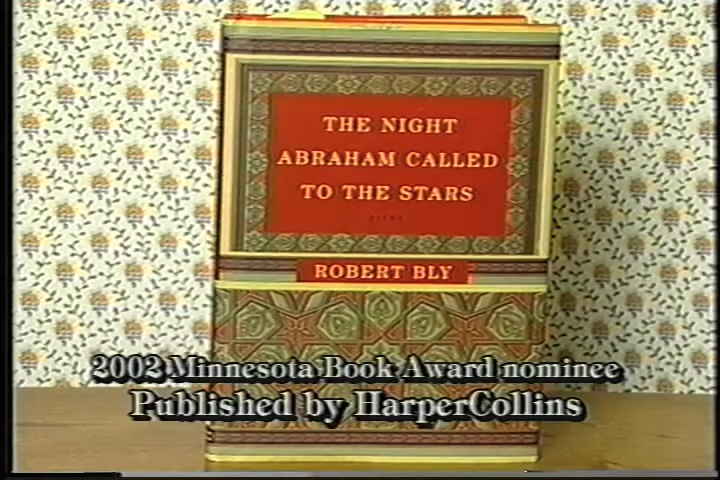 THE NIGHT
ABRAHAM CALLED
TO THE STARS
ROBERT BLY
2002 Minnesota Book Award nominee
Published by HarperCollins